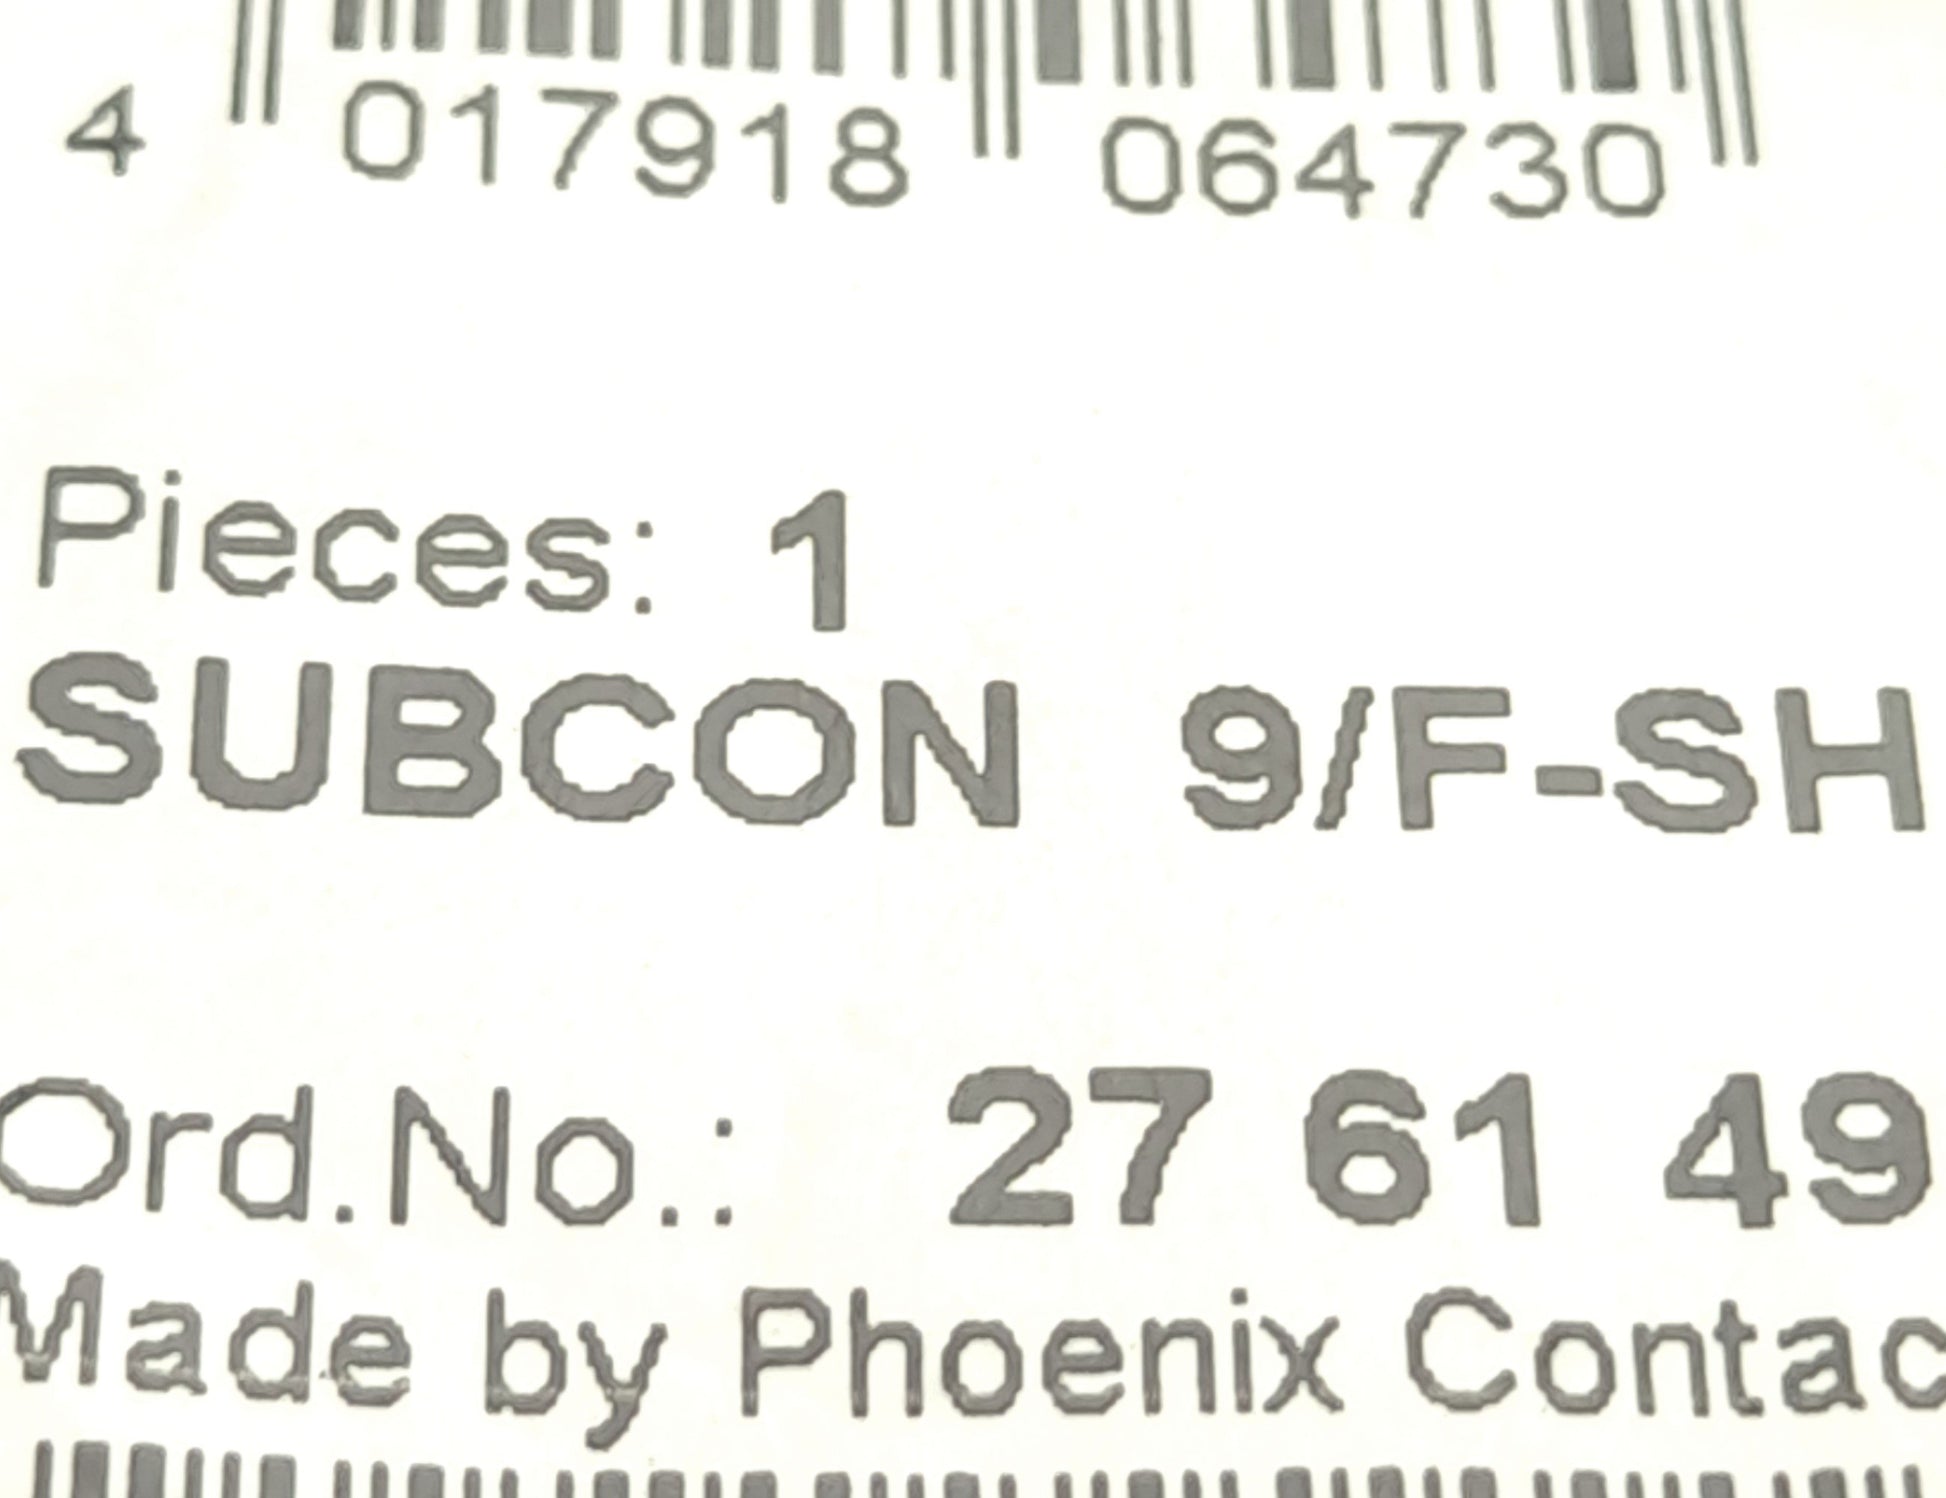 4 017918 064730
Pieces: 1
SUBCON 9/F-SH
Ord.No.: 27 61 49
Made by Phoenix Contac